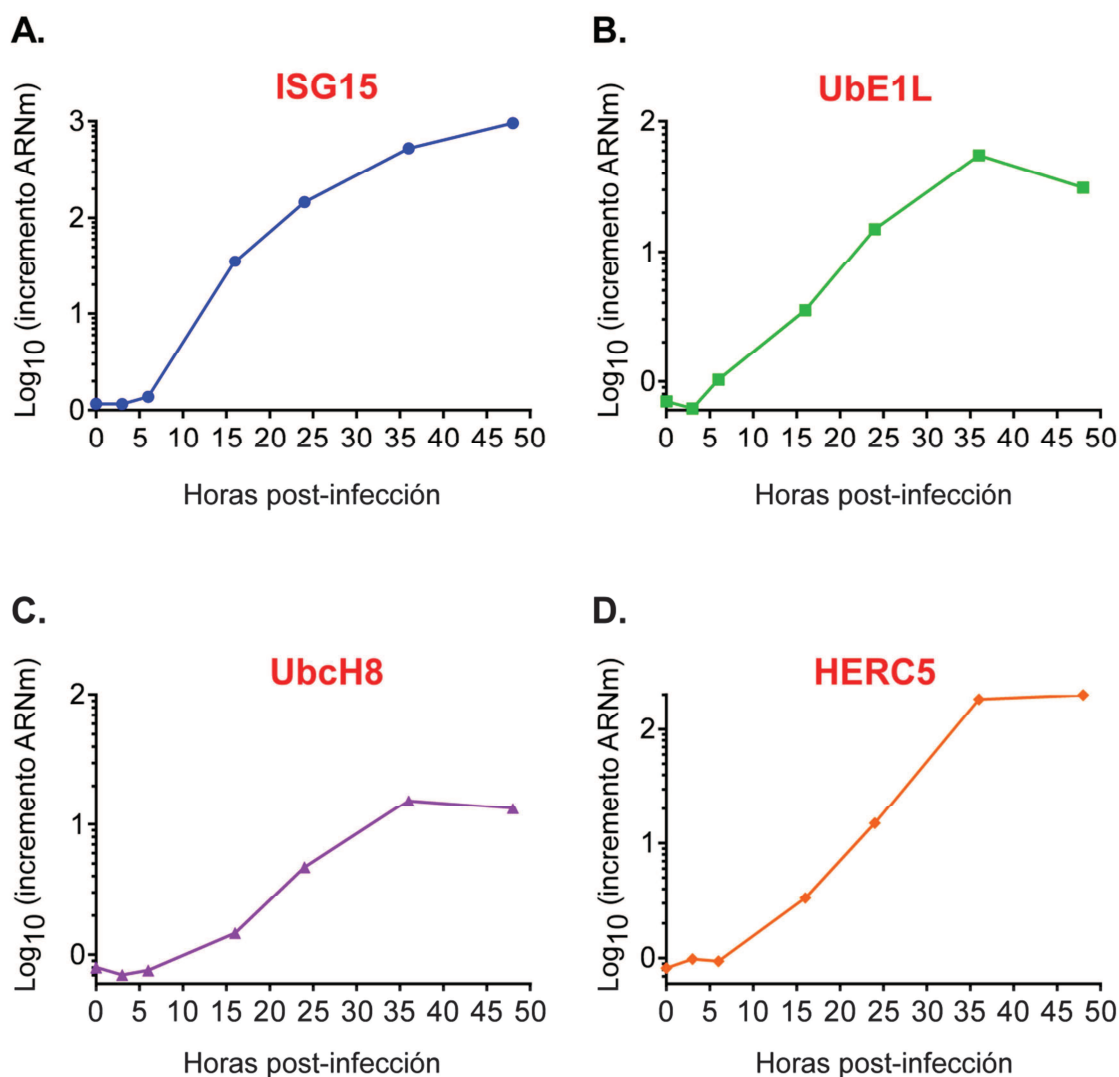 A.
ISG15
Log10 (incremento ARNm)
3
2
1
0
0 5 10 15 20 25 30 35 40 45 50
Horas post-infección
B.
UbE1L
Log10 (incremento ARNm)
2
1
0
0 5 10 15 20 25 30 35 40 45 50
Horas post-infección
C.
UbcH8
Log10 (incremento ARNm)
2
1
0
0 5 10 15 20 25 30 35 40 45 50
Horas post-infección
D.
HERC5
Log10 (incremento ARNm)
2
1
0
0 5 10 15 20 25 30 35 40 45 50
Horas post-infección